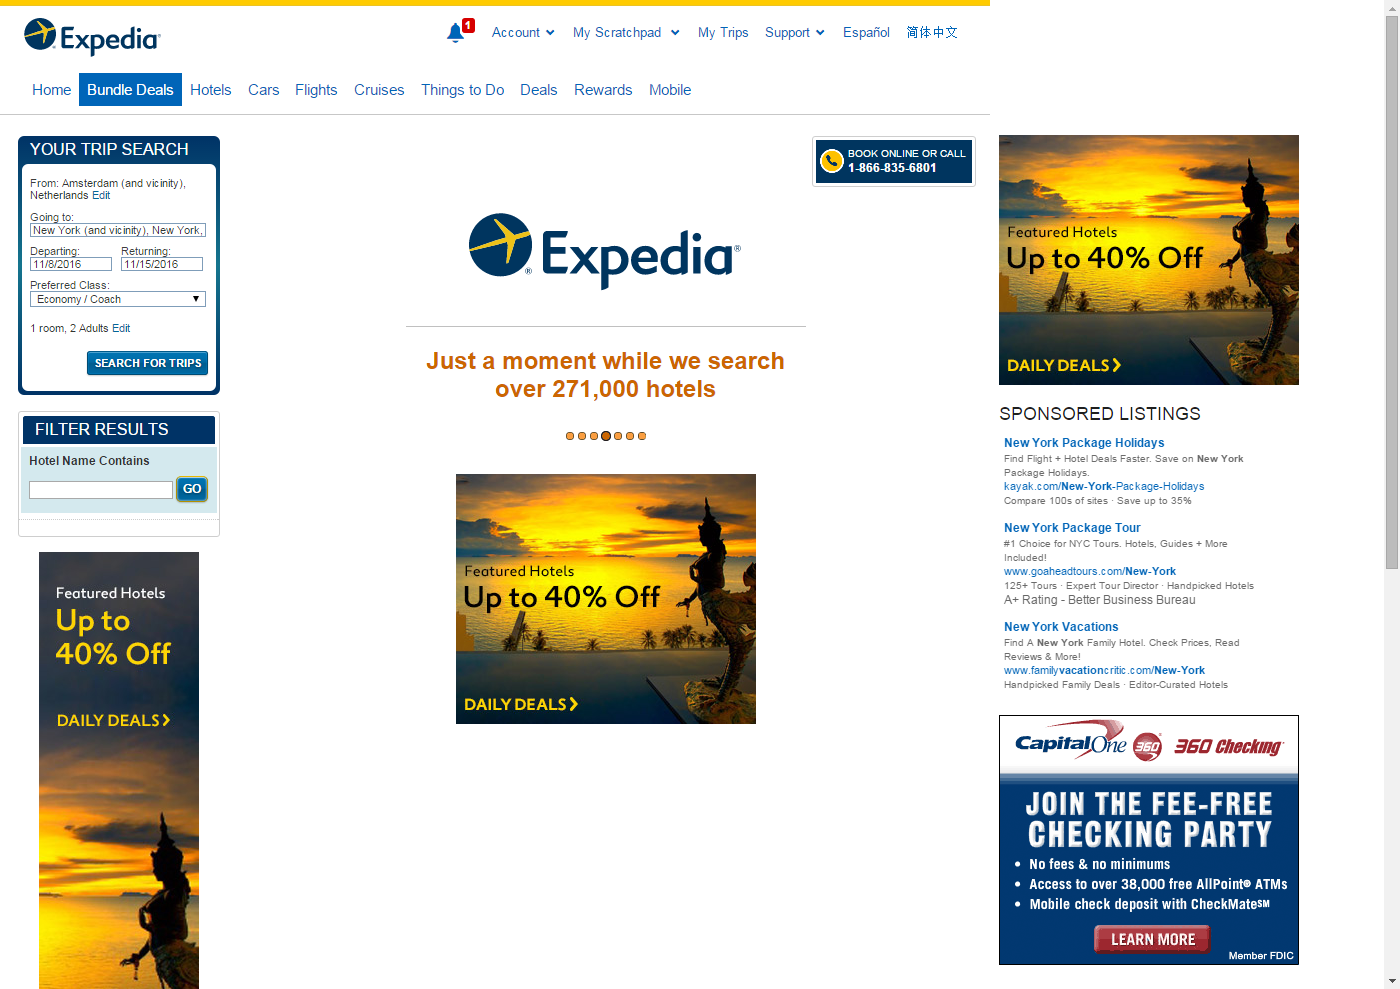 Expedia
1
Account
My Scratchpad
My Trips
Support
Español
简体中文
Home
Bundle Deals
Hotels
Cars
Flights
Cruises
Things to Do
Deals
Rewards
Mobile
YOUR TRIP SEARCH
From: Amsterdam (and vicinity),
Netherlands Edit
Going to:
New York (and vicinity), New York,
Departing:
Returning:
11/8/2016
11/15/2016
Preferred Class:
Economy / Coach
1 room, 2 Adults Edit
SEARCH FOR TRIPS
FILTER RESULTS
Hotel Name Contains
GO
Featured Hotels
Up to
40% Off
DAILY DEALS
BOOK ONLINE OR CALL
1-866-835-6801
Expedia®
Just a moment while we search
over 271,000 hotels
Featured Hotels
Up to 40% Off
DAILY DEALS
Featured Hotels
Up to 40% Off
DAILY DEALS
SPONSORED LISTINGS
New York Package Holidays
Find Flight + Hotel Deals Faster. Save on New York
Package Holidays.
kayak.com/New-York-Package-Holidays
Compare 100s of sites · Save up to 35%
New York Package Tour
#1 Choice for NYC Tours. Hotels, Guides + More
Included!
www.goaheadtours.com/New-York
125+ Tours · Expert Tour Director · Handpicked Hotels
A+ Rating - Better Business Bureau
New York Vacations
Find A New York Family Hotel. Check Prices, Read
Reviews & More!
www.familyvacationcritic.com/New-York
Handpicked Family Deals · Editor-Curated Hotels
Capital One 360 360 Checking
JOIN THE FEE-FREE
CHECKING PARTY
• No fees & no minimums
• Access to over 38,000 free AllPoint® ATMs
• Mobile check deposit with CheckMate℠
LEARN MORE
Member FDIC